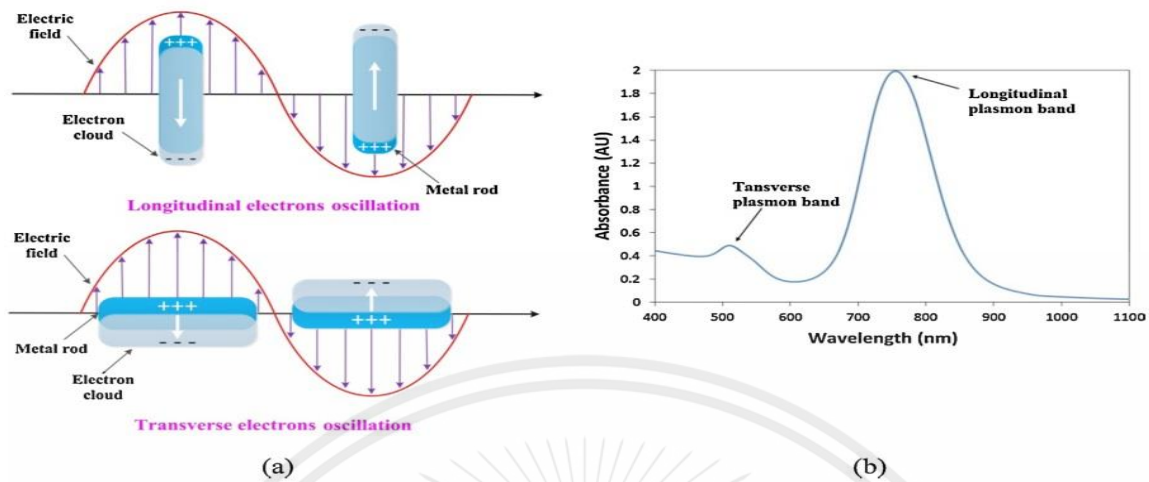 Electric
field
+++
- - -
Electron
cloud
- - -
+++
Metal rod
Longitudinal electrons oscillation
Electric
field
+++
- - -
Metal rod
Electron
cloud
- - -
+++
Transverse electrons oscillation
(a)
Absorbance (AU)
2
1.8
1.6
1.4
1.2
1
0.8
0.6
0.4
0.2
0
400 500 600 700 800 900 1000 1100
Wavelength (nm)
Longitudinal
plasmon band
Tansverse
plasmon band
(b)